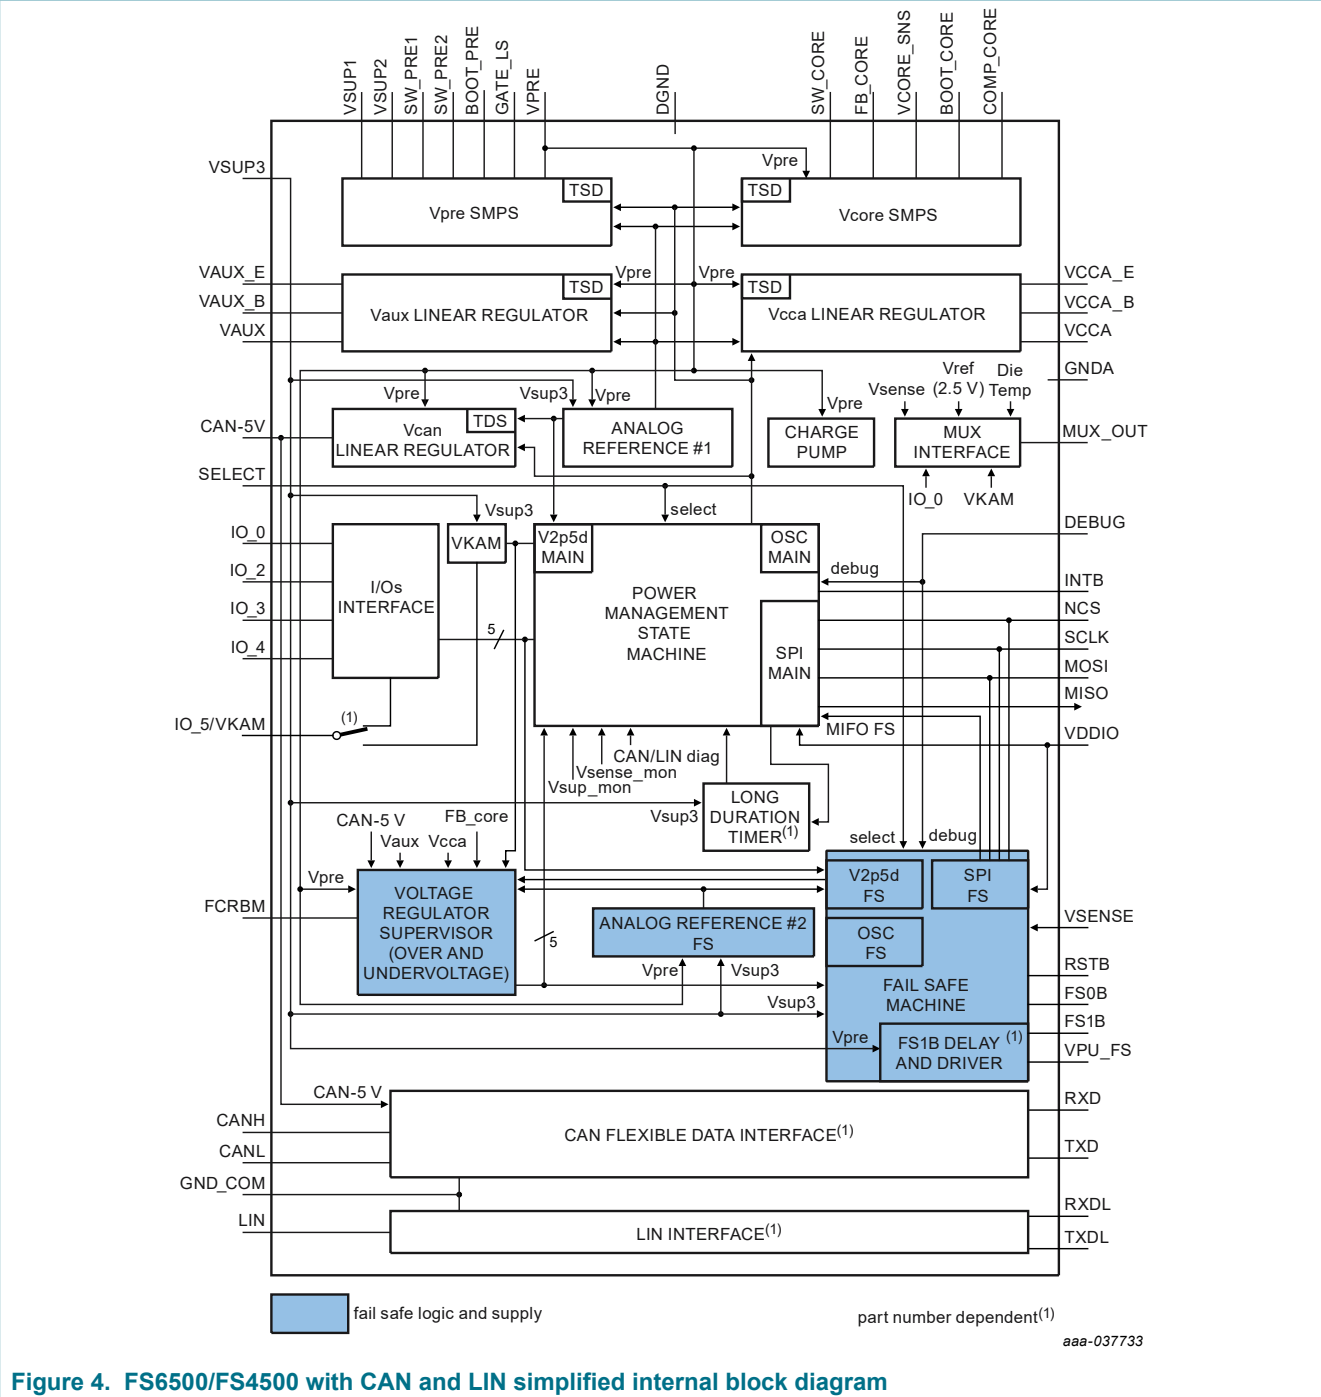 VSUP1
VSUP2
SW_PRE1
SW_PRE2
BOOT_PRE
GATE_LS
VPRE
DGND
SW_CORE
FB_CORE
VCORE_SNS
BOOT_CORE
COMP_CORE
VSUP3
Vpre
TSD
Vpre SMPS
TSD
Vcore SMPS
VAUX_E
VAUX_B
VAUX
TSD
Vaux LINEAR REGULATOR
Vpre
Vpre
TSD
Vcca LINEAR REGULATOR
VCCA_E
VCCA_B
VCCA
GNDA
Vpre
Vsup3
Vpre
Vpre
Vsense
Vref
(2.5 V)
Die
Temp
CAN-5V
TDS
Vcan
LINEAR REGULATOR
ANALOG
REFERENCE #1
CHARGE
PUMP
MUX
INTERFACE
MUX_OUT
SELECT
IO_0
VKAM
Vsup3
select
DEBUG
IO_0
IO_2
IO_3
IO_4
I/Os
INTERFACE
VKAM
V2p5d
MAIN
OSC
MAIN
POWER
MANAGEMENT
STATE
MACHINE
SPI
MAIN
5
debug
INTB
NCS
SCLK
MOSI
MISO
MIFO FS
VDDIO
IO_5/VKAM
(1)
CAN/LIN diag
Vsense_mon
Vsup_mon
Vsup3
LONG
DURATION
TIMER(1)
CAN-5 V
FB_core
Vaux
Vcca
Vpre
select
debug
FCRBM
VOLTAGE
REGULATOR
SUPERVISOR
(OVER AND
UNDERVOLTAGE)
5
ANALOG REFERENCE #2
FS
Vpre
Vsup3
Vsup3
V2p5d
FS
SPI
FS
OSC
FS
FAIL SAFE
MACHINE
Vpre
FS1B DELAY (1)
AND DRIVER
VSENSE
RSTB
FS0B
FS1B
VPU_FS
CAN-5 V
CANH
CANL
CAN FLEXIBLE DATA INTERFACE(1)
RXD
TXD
GND_COM
LIN
LIN INTERFACE(1)
RXDL
TXDL
fail safe logic and supply
part number dependent(1)
aaa-037733
Figure 4. FS6500/FS4500 with CAN and LIN simplified internal block diagram